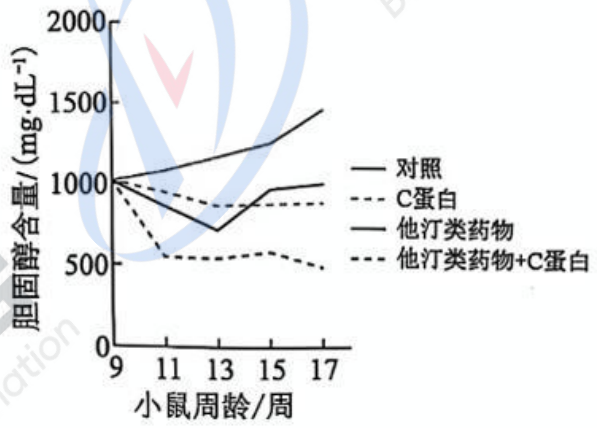 2000
1500
1000
500
0
胆固醇含量/(mg·dL⁻¹)
9 11 13 15 17
小鼠周龄/周
对照
C蛋白
他汀类药物
他汀类药物+C蛋白
nation